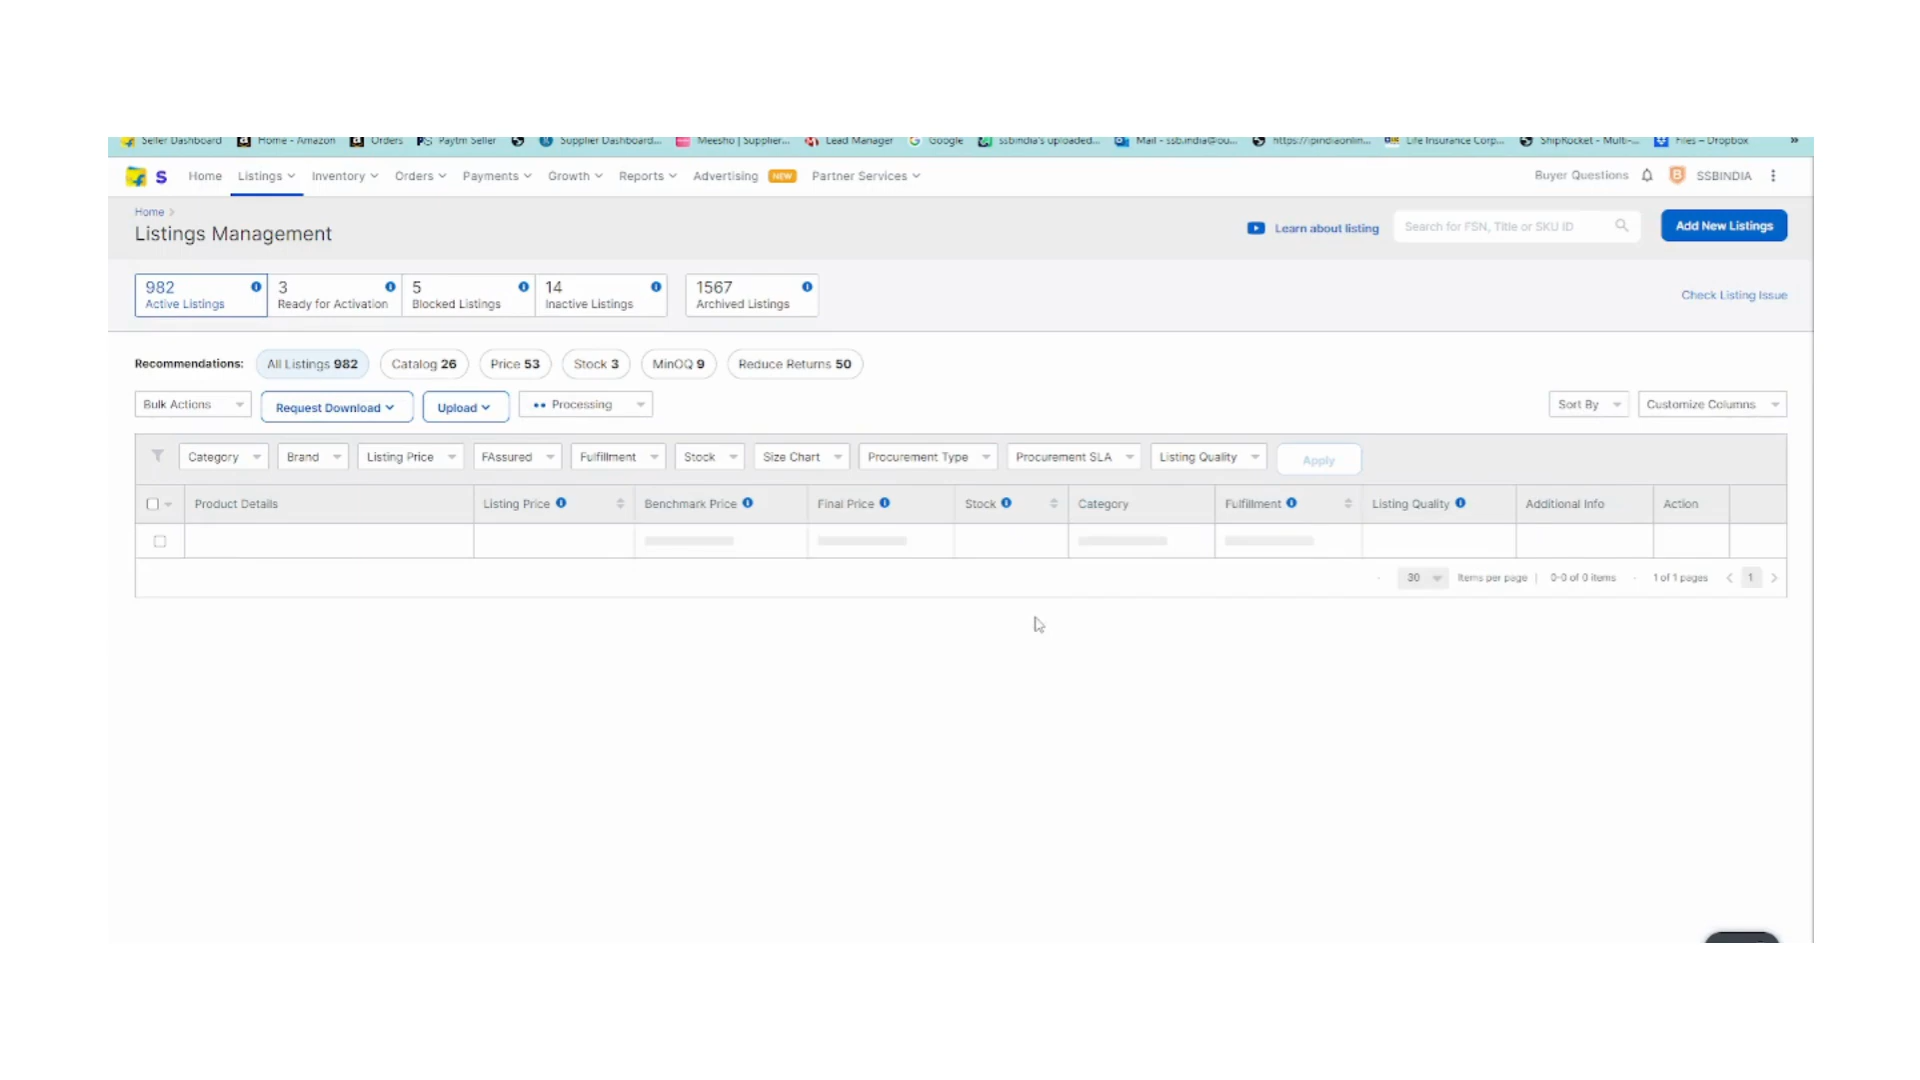 Seller Dashboard Home - Amazon Orders Paytm Seller Supplier Dashboard... Meesho | Supplier... Lead Manager Google ssbindia's uploaded... Mail - ssb.india@ou... https://pindiaonlin... Life Insurance Corp... ShipRocket - Multi-... Files – Dropbox »
S Home Listings Inventory Orders Payments Growth Reports Advertising NEW Partner Services Buyer Questions B SSBINDIA
Home >
Listings Management
Learn about listing Search for FSN, Title or SKU ID Add New Listings
982 3 5 14 1567
Active Listings Ready for Activation Blocked Listings Inactive Listings Archived Listings
Check Listing Issue
Recommendations: All Listings 982 Catalog 26 Price 53 Stock 3 MinOQ 9 Reduce Returns 50
Bulk Actions Request Download Upload Processing Sort By Customize Columns
Category Brand Listing Price FAssured Fulfillment Stock Size Chart Procurement Type Procurement SLA Listing Quality Apply
Product Details Listing Price Benchmark Price Final Price Stock Category Fulfillment Listing Quality Additional Info Action
30 Items per page | 0-0 of 0 items 1 of 1 pages < 1 >